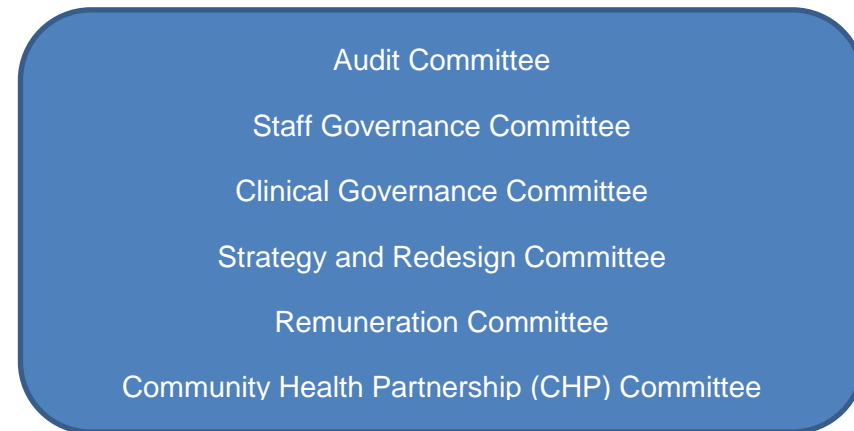 Audit Committee
Staff Governance Committee
Clinical Governance Committee
Strategy and Redesign Committee
Remuneration Committee
Community Health Partnership (CHP) Committee